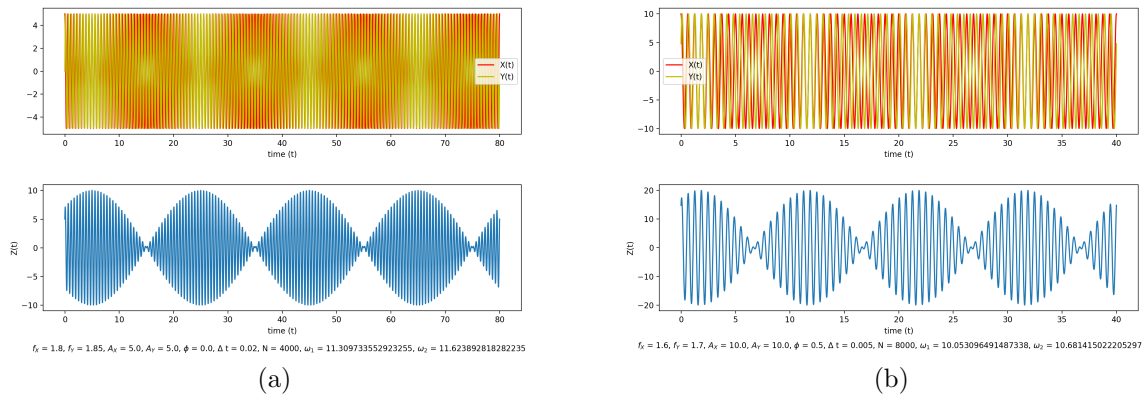 4
2
0
−2
−4
X(t)
Y(t)
0 10 20 30 40 50 60 70 80
time (t)
10
5
0
−5
−10
Z(t)
0 10 20 30 40 50 60 70 80
time (t)
f_X = 1.8, f_Y = 1.85, A_X = 5.0, A_Y = 5.0, ϕ = 0.0, Δ t = 0.02, N = 4000, ω_1 = 11.309733552923255, ω_2 = 11.623892818282235
(a)
10
5
0
−5
−10
X(t)
Y(t)
0 5 10 15 20 25 30 35 40
time (t)
20
10
0
−10
−20
Z(t)
0 5 10 15 20 25 30 35 40
time (t)
f_X = 1.6, f_Y = 1.7, A_X = 10.0, A_Y = 10.0, ϕ = 0.5, Δ t = 0.005, N = 8000, ω_1 = 10.053096491487338, ω_2 = 10.681415022205297
(b)